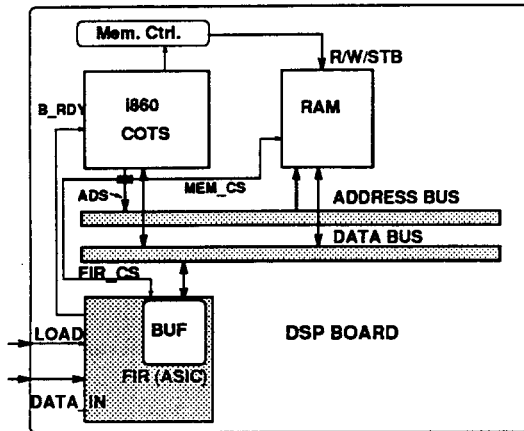 Mem. Ctrl.
R/W/STB
B_RDY
i860
COTS
RAM
MEM_CS
ADS
ADDRESS BUS
DATA BUS
FIR_CS
LOAD
BUF
DSP BOARD
FIR (ASIC)
DATA_IN